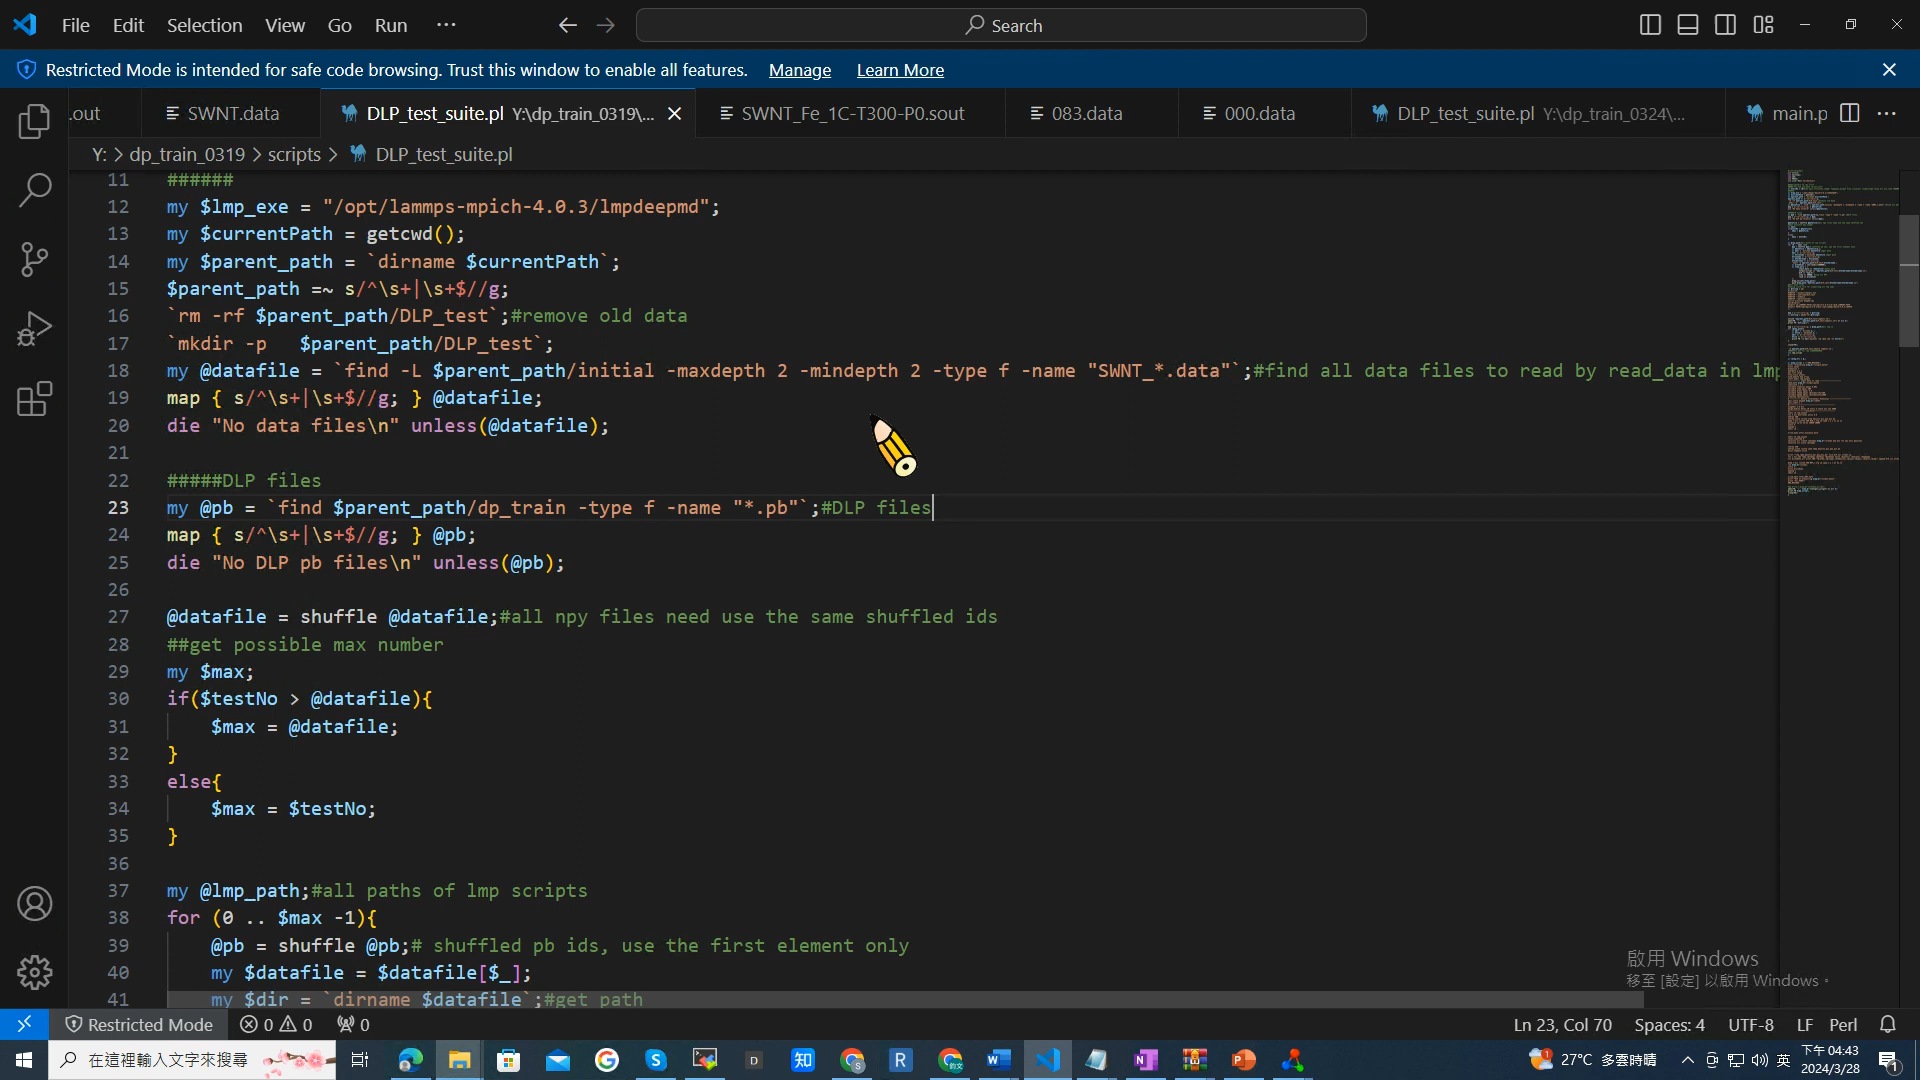 File Edit Selection View Go Run ··· Search
Restricted Mode is intended for safe code browsing. Trust this window to enable all features. Manage Learn More
.out SWNT.data DLP_test_suite.pl Y:\dp_train_0319\... SWNT_Fe_1C-T300-P0.sout 083.data 000.data DLP_test_suite.pl Y:\dp_train_0324\... main.p ···
Y: > dp_train_0319 > scripts > DLP_test_suite.pl
11 ######
12 my $lmp_exe = "/opt/lammps-mpich-4.0.3/lmpdeepmd";
13 my $currentPath = getcwd();
14 my $parent_path = `dirname $currentPath`;
15 $parent_path =~ s/^\s+|\s+$//g;
16 `rm -rf $parent_path/DLP_test`;#remove old data
17 `mkdir -p   $parent_path/DLP_test`;
18 my @datafile = `find -L $parent_path/initial -maxdepth 2 -mindepth 2 -type f -name "SWNT_*.data"`;#find all data files to read by read_data in lmp
19 map { s/^\s+|\s+$//g; } @datafile;
20 die "No data files\n" unless(@datafile);
21
22 #####DLP files
23 my @pb = `find $parent_path/dp_train -type f -name "*.pb"`;#DLP files
24 map { s/^\s+|\s+$//g; } @pb;
25 die "No DLP pb files\n" unless(@pb);
26
27 @datafile = shuffle @datafile;#all npy files need use the same shuffled ids
28 ##get possible max number
29 my $max;
30 if($testNo > @datafile){
31     $max = @datafile;
32 }
33 else{
34     $max = $testNo;
35 }
36
37 my @lmp_path;#all paths of lmp scripts
38 for (0 .. $max -1){
39     @pb = shuffle @pb;# shuffled pb ids, use the first element only
40     my $datafile = $datafile[$_];
41     my $dir = `dirname $datafile`;#get path
啟用 Windows
移至 [設定] 以啟用 Windows。
Restricted Mode 0 0 0 Ln 23, Col 70 Spaces: 4 UTF-8 LF Perl
在這裡輸入文字來搜尋 27°C 多雲時晴 英 下午 04:43
2024/3/28